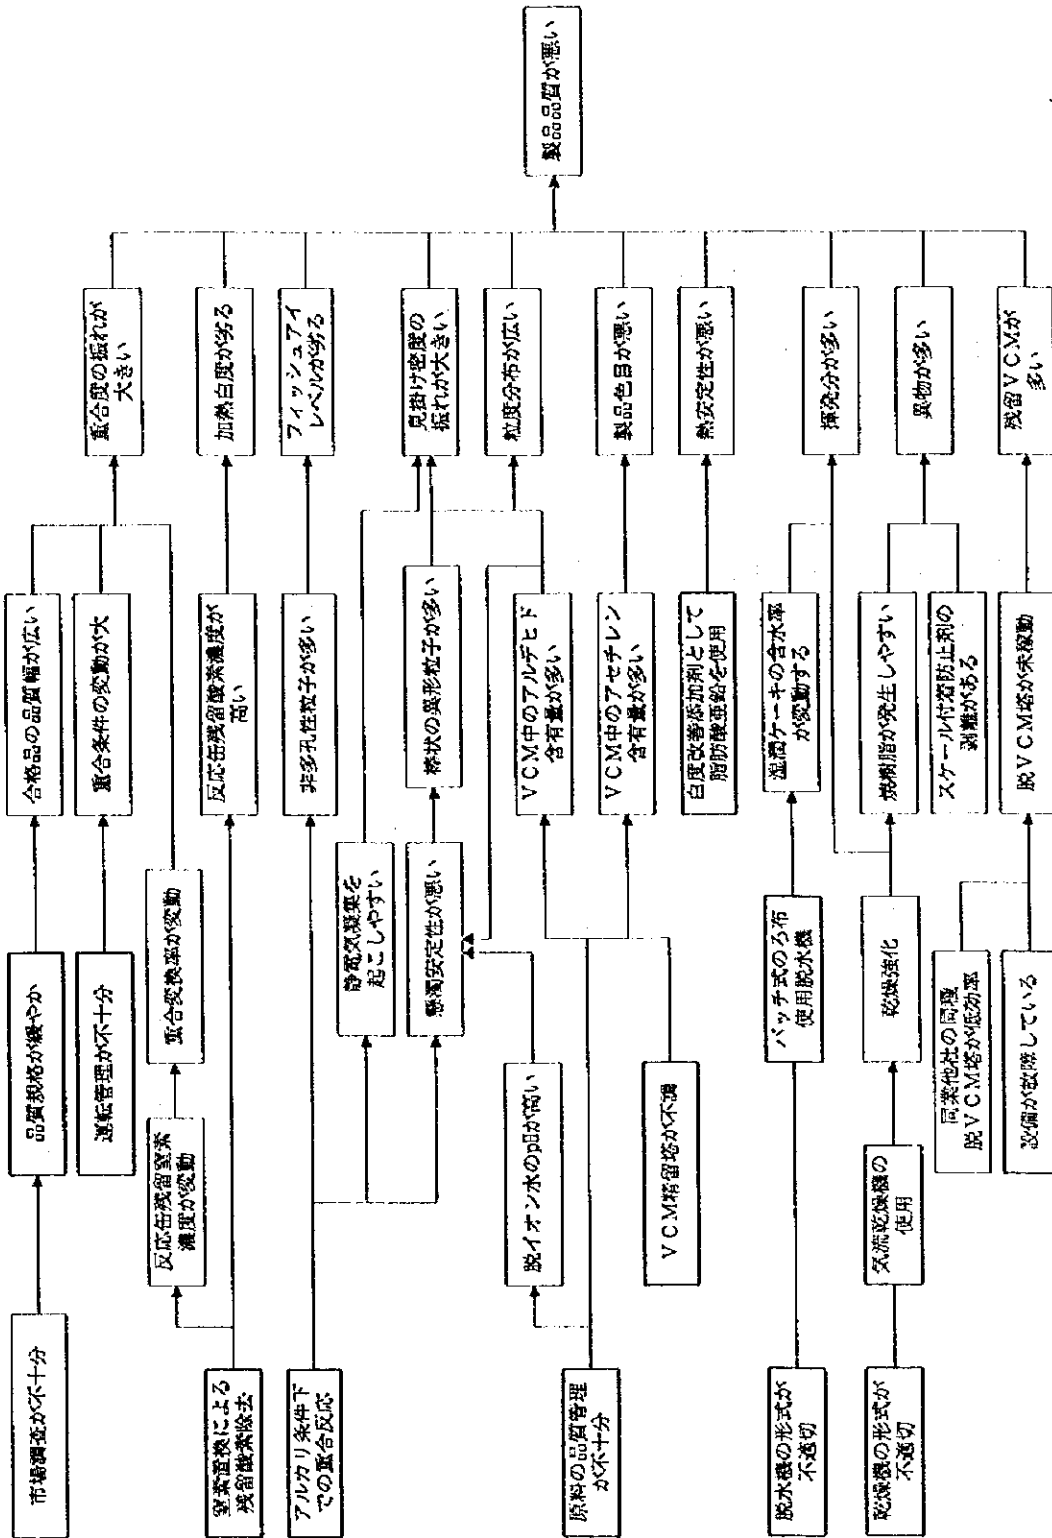 製品品質が悪い
重合度の振れが
大きい
加熱白度が劣る
フィッシュアイ
レベルが劣る
見掛け密度の
振れが大きい
粒度分布が広い
製品色目が悪い
熱安定性が悪い
揮発分が多い
異物が多い
残留VCMが
多い
合格品の品質幅が広い
重合条件の変動が大
反応缶残留酸素濃度が
高い
非多孔性粒子が多い
棒状の異形粒子が多い
VCM中のアルデヒド
含有量が多い
VCM中のアセチレン
含有量が多い
白度改善添加剤として
脂肪酸亜鉛を使用
湿潤ケーキの含水率
が変動する
焼樹脂が発生しやすい
スケール付着防止剤の
剥離がある
脱VCM塔が未稼動
品質規格が緩やか
運転管理が不十分
重合変換率が変動
静電気凝集を
起こしやすい
懸濁安定性が悪い
バッチ式のろ布
使用脱水機
乾燥強化
同業他社の同種
脱VCM塔が低効率
設備が故障している
反応缶残留窒素
濃度が変動
脱イオン水のpHが高い
VCM精留塔が不調
気流乾燥機の
使用
市場調査が不十分
窒素置換による
残留酸素除去
アルカリ条件下
での重合反応
原料の品質管理
が不十分
脱水機の形式が
不適切
乾燥機の形式が
不適切